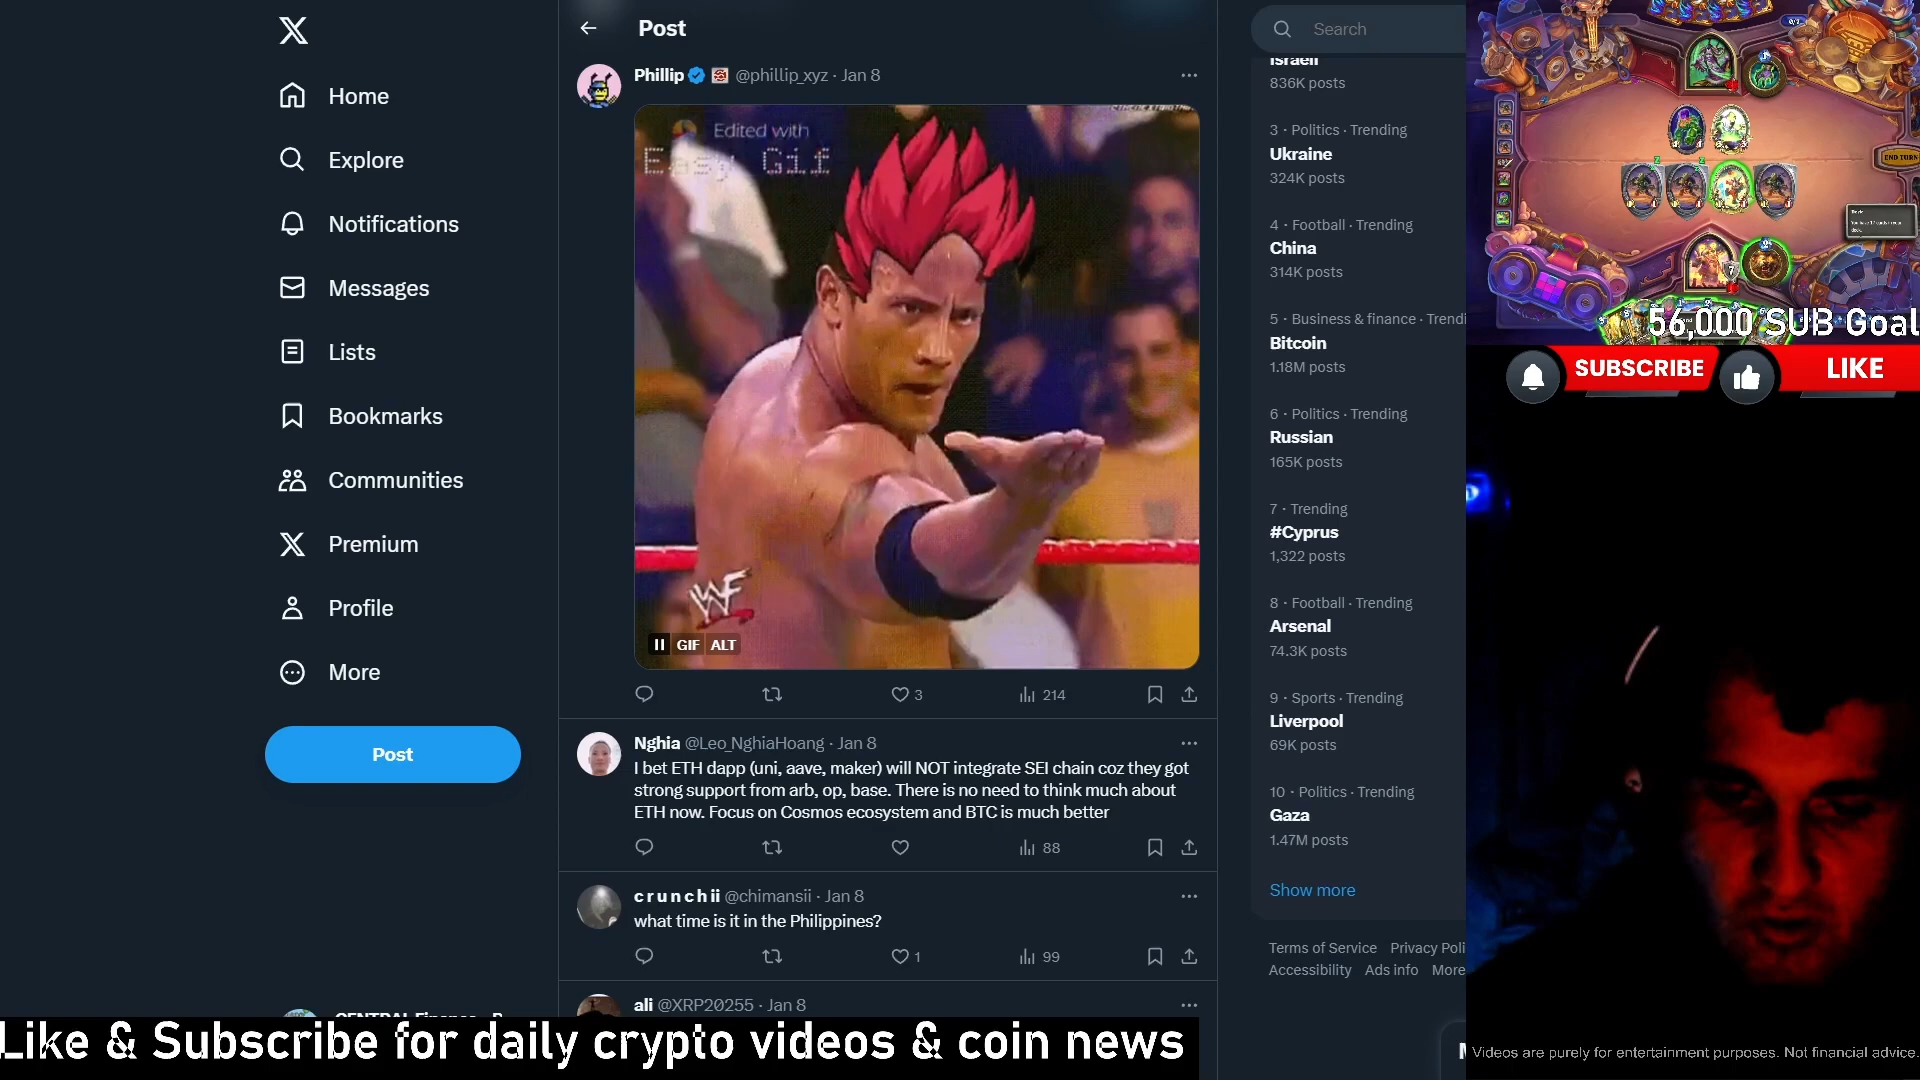 Home
Explore
Notifications
Messages
Lists
Bookmarks
Communities
Premium
Profile
More
Post
Post
Phillip @phillip_xyz · Jan 8
Edited with
Easy Gif
WF
GIF ALT
3
214
Nghia @Leo_NghiaHoang · Jan 8
I bet ETH dapp (uni, aave, maker) will NOT integrate SEI chain coz they got
strong support from arb, op, base. There is no need to think much about
ETH now. Focus on Cosmos ecosystem and BTC is much better
88
c r u n c h i i @chimansii · Jan 8
what time is it in the Philippines?
1
99
ali @XRP20255 · Jan 8
Search
Israeli
836K posts
3 · Politics · Trending
Ukraine
324K posts
4 · Football · Trending
China
314K posts
5 · Business & finance · Trendi
Bitcoin
1.18M posts
6 · Politics · Trending
Russian
165K posts
7 · Trending
#Cyprus
1,322 posts
8 · Football · Trending
Arsenal
74.3K posts
9 · Sports · Trending
Liverpool
69K posts
10 · Politics · Trending
Gaza
1.47M posts
Show more
Terms of Service Privacy Poli
Accessibility Ads info More
END TURN
56,000 SUB Goal
SUBSCRIBE
LIKE
Like & Subscribe for daily crypto videos & coin news
Videos are purely for entertainment purposes. Not financial advice.